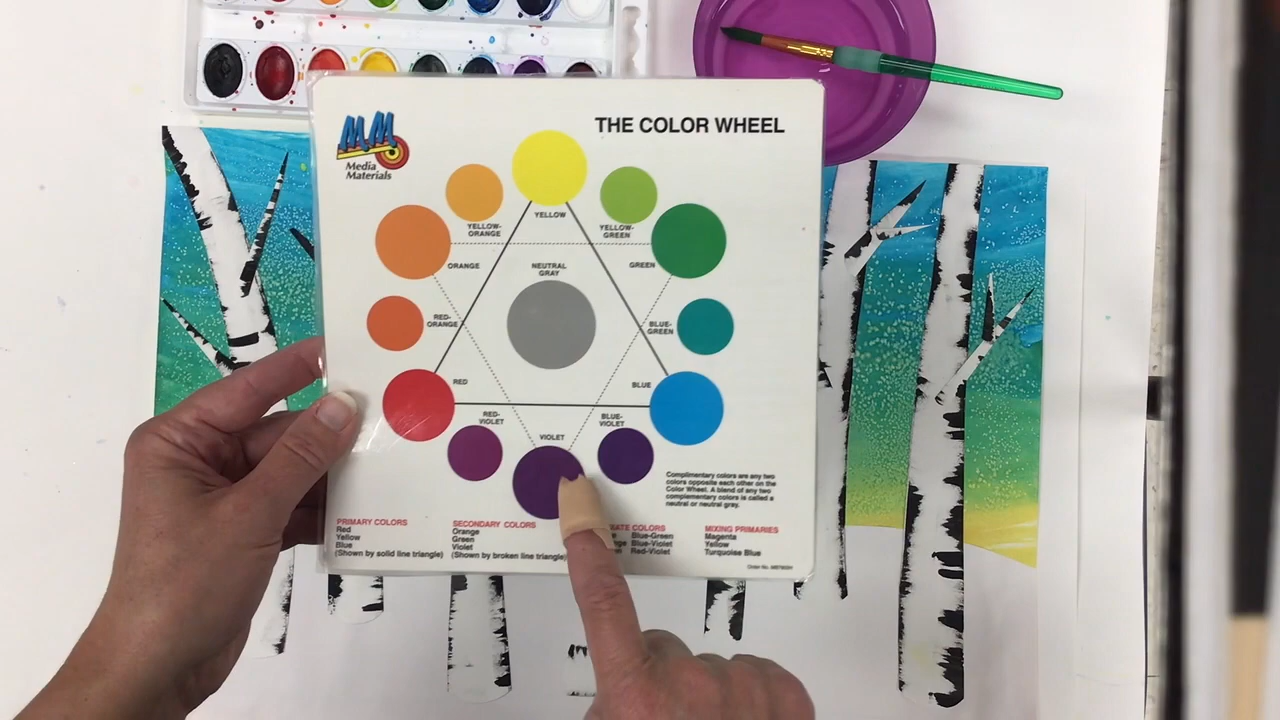 THE COLOR WHEEL
MM
Media
Materials
YELLOW
YELLOW-
ORANGE
YELLOW-
GREEN
ORANGE
NEUTRAL
GRAY
GREEN
RED-
ORANGE
BLUE-
GREEN
RED
BLUE
RED-
VIOLET
VIOLET
BLUE-
VIOLET
Complimentary colors are any two
colors opposite each other on the
Color Wheel. A blend of any two
complementary colors is called a
neutral or neutral gray.
PRIMARY COLORS
Red
Yellow
Blue
(Shown by solid line triangle)
SECONDARY COLORS
Orange
Green
Violet
(Shown by broken line triangle)
COLORS
Blue-Green
Blue-Violet
Red-Violet
MIXING PRIMARIES
Magenta
Yellow
Turquoise Blue
Order No.